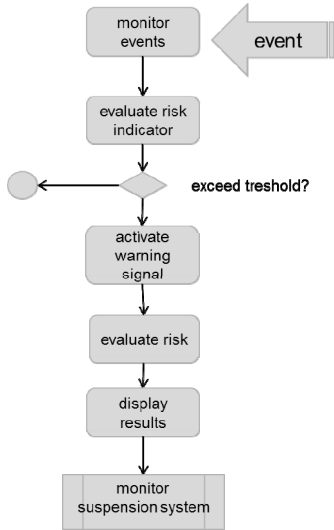 monitor
events
event
evaluate risk
indicator
exceed treshold?
activate
warning
signal
evaluate risk
display
results
monitor
suspension system